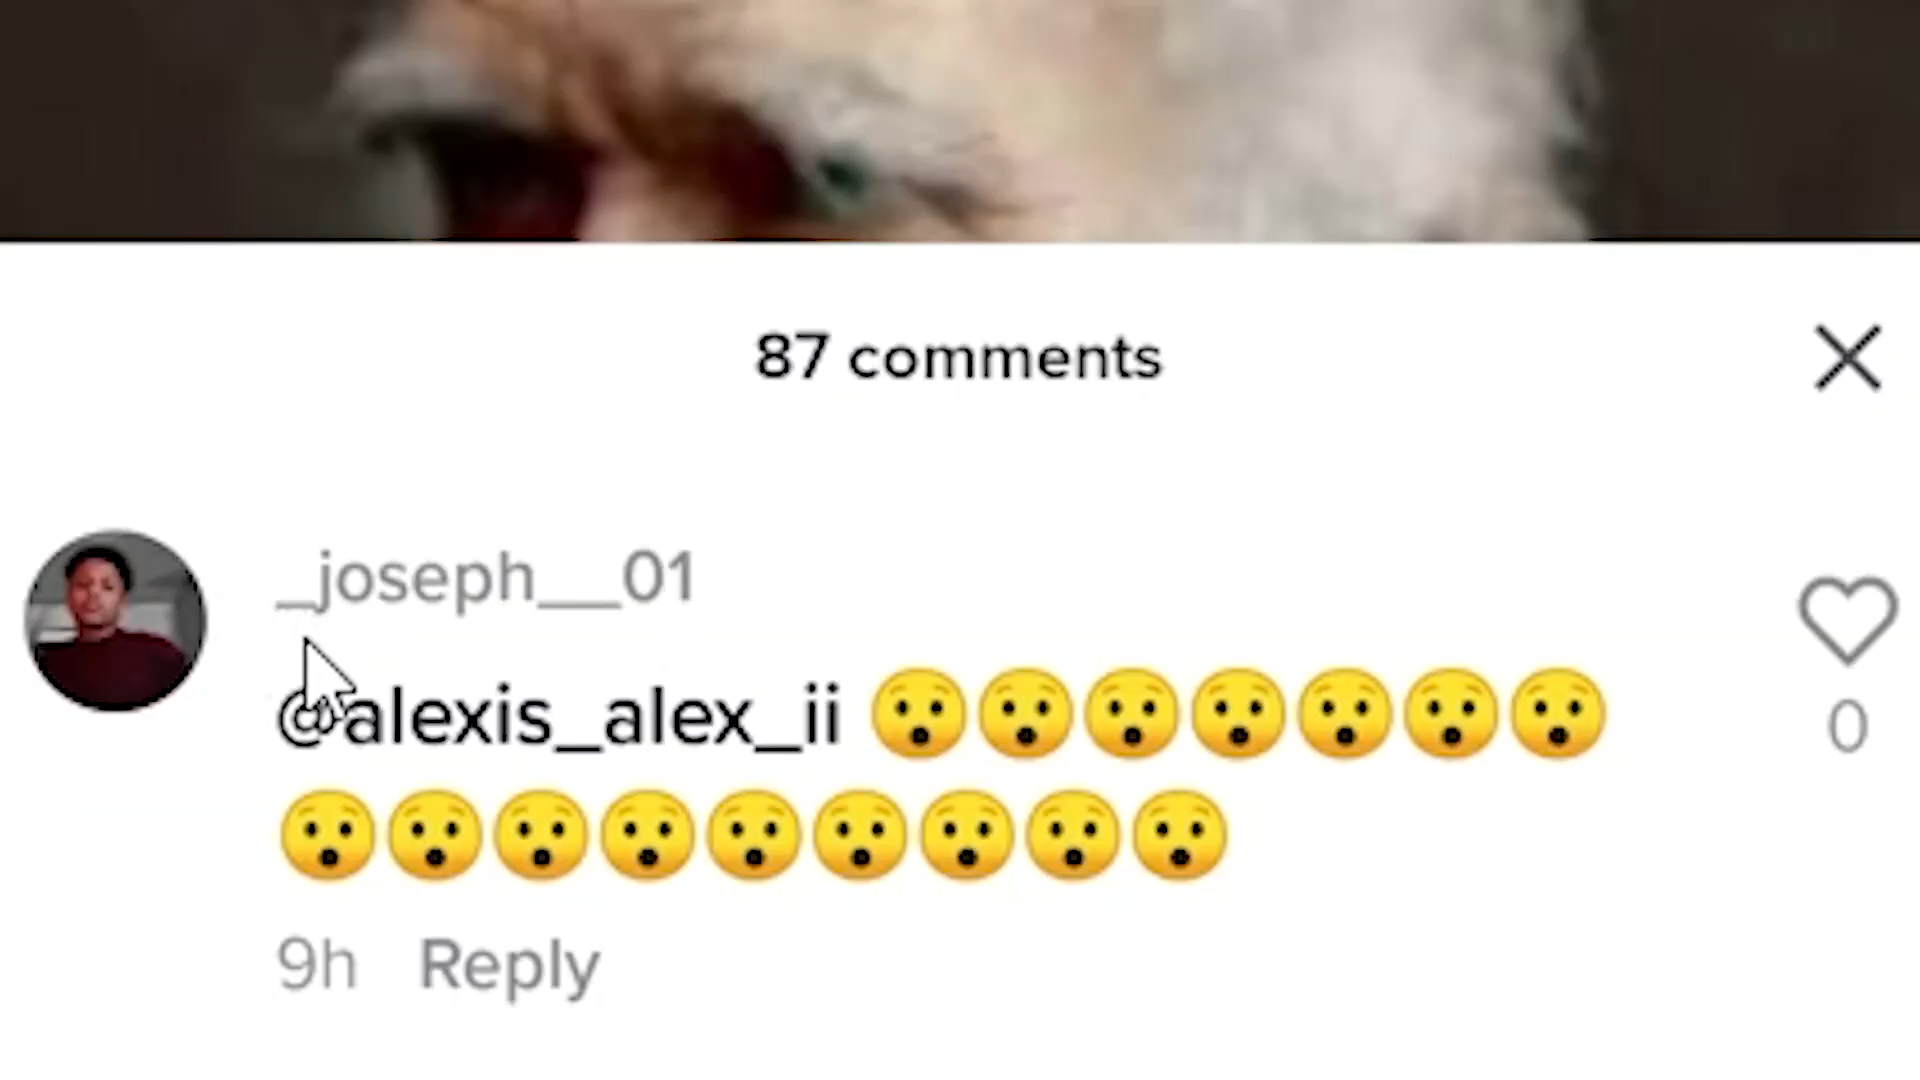 87 comments
_joseph__01
@alexis_alex_ii 😯😯😯😯😯😯😯
😯😯😯😯😯😯😯😯😯
0
9h Reply